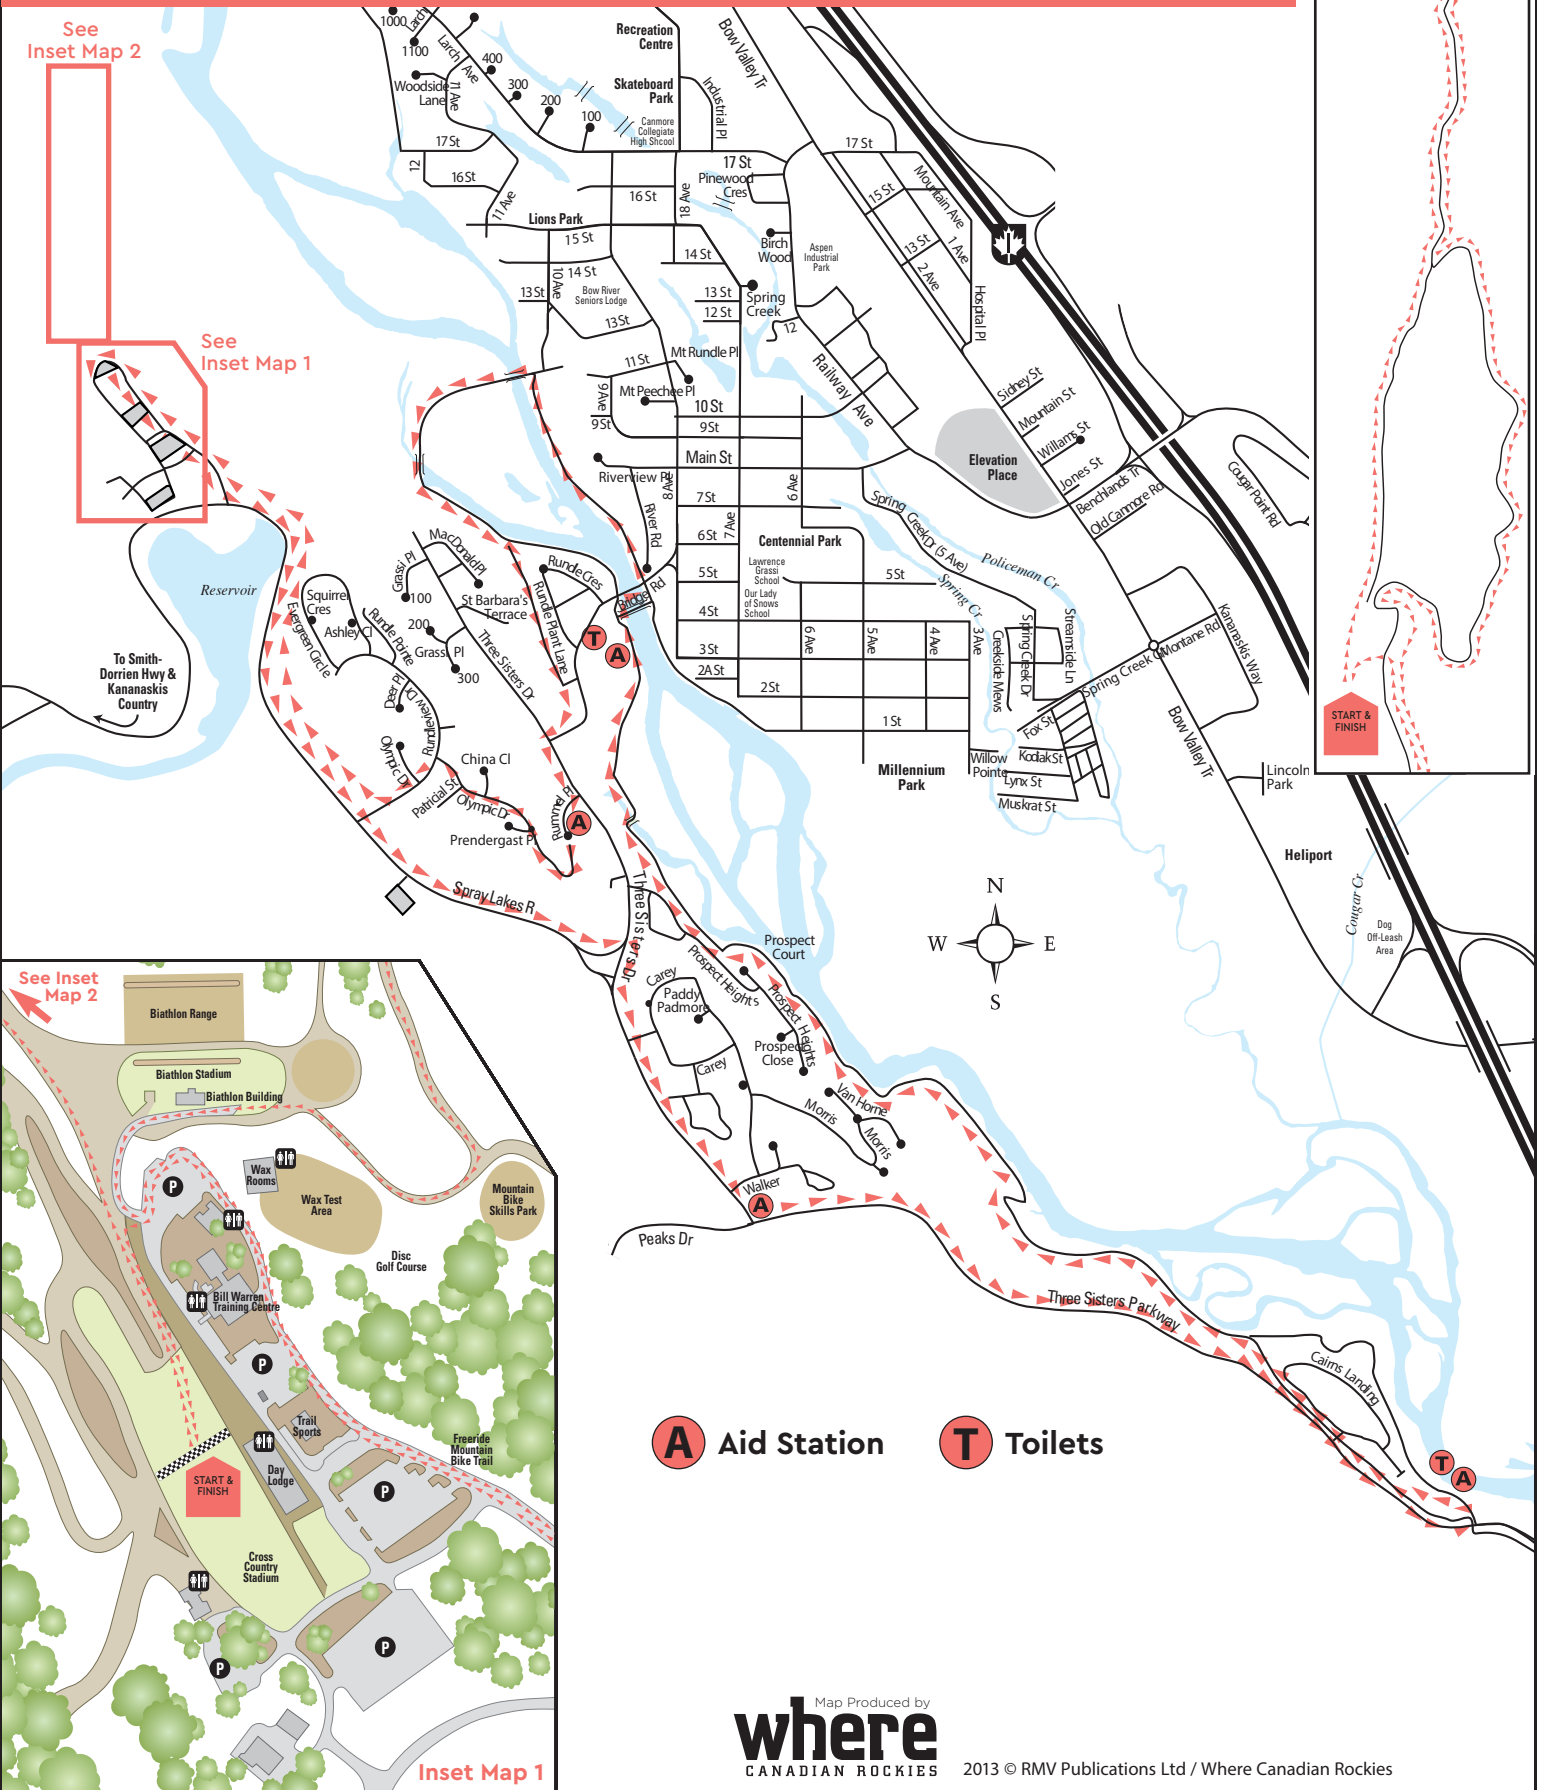 See
Inset Map 2
1000
Larch
1100
Larch Ave
400
300
200
100
Woodside
Lane
11 Ave
17 St
12
16 St
11 Ave
Recreation
Centre
Skateboard
Park
Canmore
Collegiate
High Shcool
Industrial Pl
Bow Valley Tr
17 St
Pinewood
Cres
16 St
18 Ave
17 St
15 St
Mountain Ave
13 St
1 Ave
2 Ave
Hospital Pl
Lions Park
15 St
14 St
14 St
10 Ave
Birch
Wood
Aspen
Industrial
Park
13 St
Bow River
Seniors Lodge
13 St
13 St
12 St
Spring
Creek
12
See
Inset Map 1
11 St
Mt Rundle Pl
Mt Peechee Pl
9 Ave
9 St
10 St
9 St
Railway Ave
Sidney St
Mountain St
Willams St
Jones St
Benchlands Tr
Old Canmore Rd
Cougar Point Rd
Elevation
Place
Main St
Riverview Pl
8 Ave
7 St
6 Ave
River Rd
7 Ave
6 St
Centennial Park
Spring Creek Dr (5 Ave)
Policeman Cr
Spring Cr
5 St
Lawrence
Grassi
School
Our Lady
of Snows
School
5 St
4 St
3 St
2A St
2 St
1 St
6 Ave
5 Ave
4 Ave
3 Ave
Creekside Mews
Spring Creek Dr
Streamside Ln
Spring Creek
Montane Rd
Kananaskis Way
Bow Valley Tr
Fox St
Kodiak St
Willow
Pointe
Lynx St
Muskrat St
Millennium
Park
Lincoln
Park
Heliport
Cougar Cr
Dog
Off-Leash
Area
START &
FINISH
Reservoir
To Smith-
Dorrien Hwy &
Kananaskis
Country
Squirrel
Cres
Ashley Cl
Evergreen Circle
Rundle Pointe
Grassi Pl
MacDonald Pl
100
200
Grassi Pl
300
St Barbara's
Terrace
Three Sisters Dr
Rundle Cres
Rundle Plant Lane
Bridge Rd
T
A
Deer Pl
Rundleview Dr
Olympic Dr
China Cl
Patricial St
Olympic Dr
Prendergast Pl
Rummel Pl
A
Spray Lakes R
Three Sisters Dr
N
W
E
S
Prospect
Court
Prospect Heights
Prospect Heights
Carey
Paddy
Padmore
Prospect
Close
Carey
Van Horne
Morris
Morris
Walker
A
Peaks Dr
Three Sisters Parkway
Cairns Landing
T
A
A Aid Station
T Toilets
See Inset
Map 2
Biathlon Range
Biathlon Stadium
Biathlon Building
P
Wax
Rooms
Wax Test
Area
Mountain
Bike
Skills Park
Disc
Golf Course
Bill Warren
Training Centre
P
Trail
Sports
Freeride
Mountain
Bike Trail
Day
Lodge
START &
FINISH
P
Cross
Country
Stadium
P
P
Inset Map 1
Map Produced by
where
CANADIAN ROCKIES
2013 © RMV Publications Ltd / Where Canadian Rockies